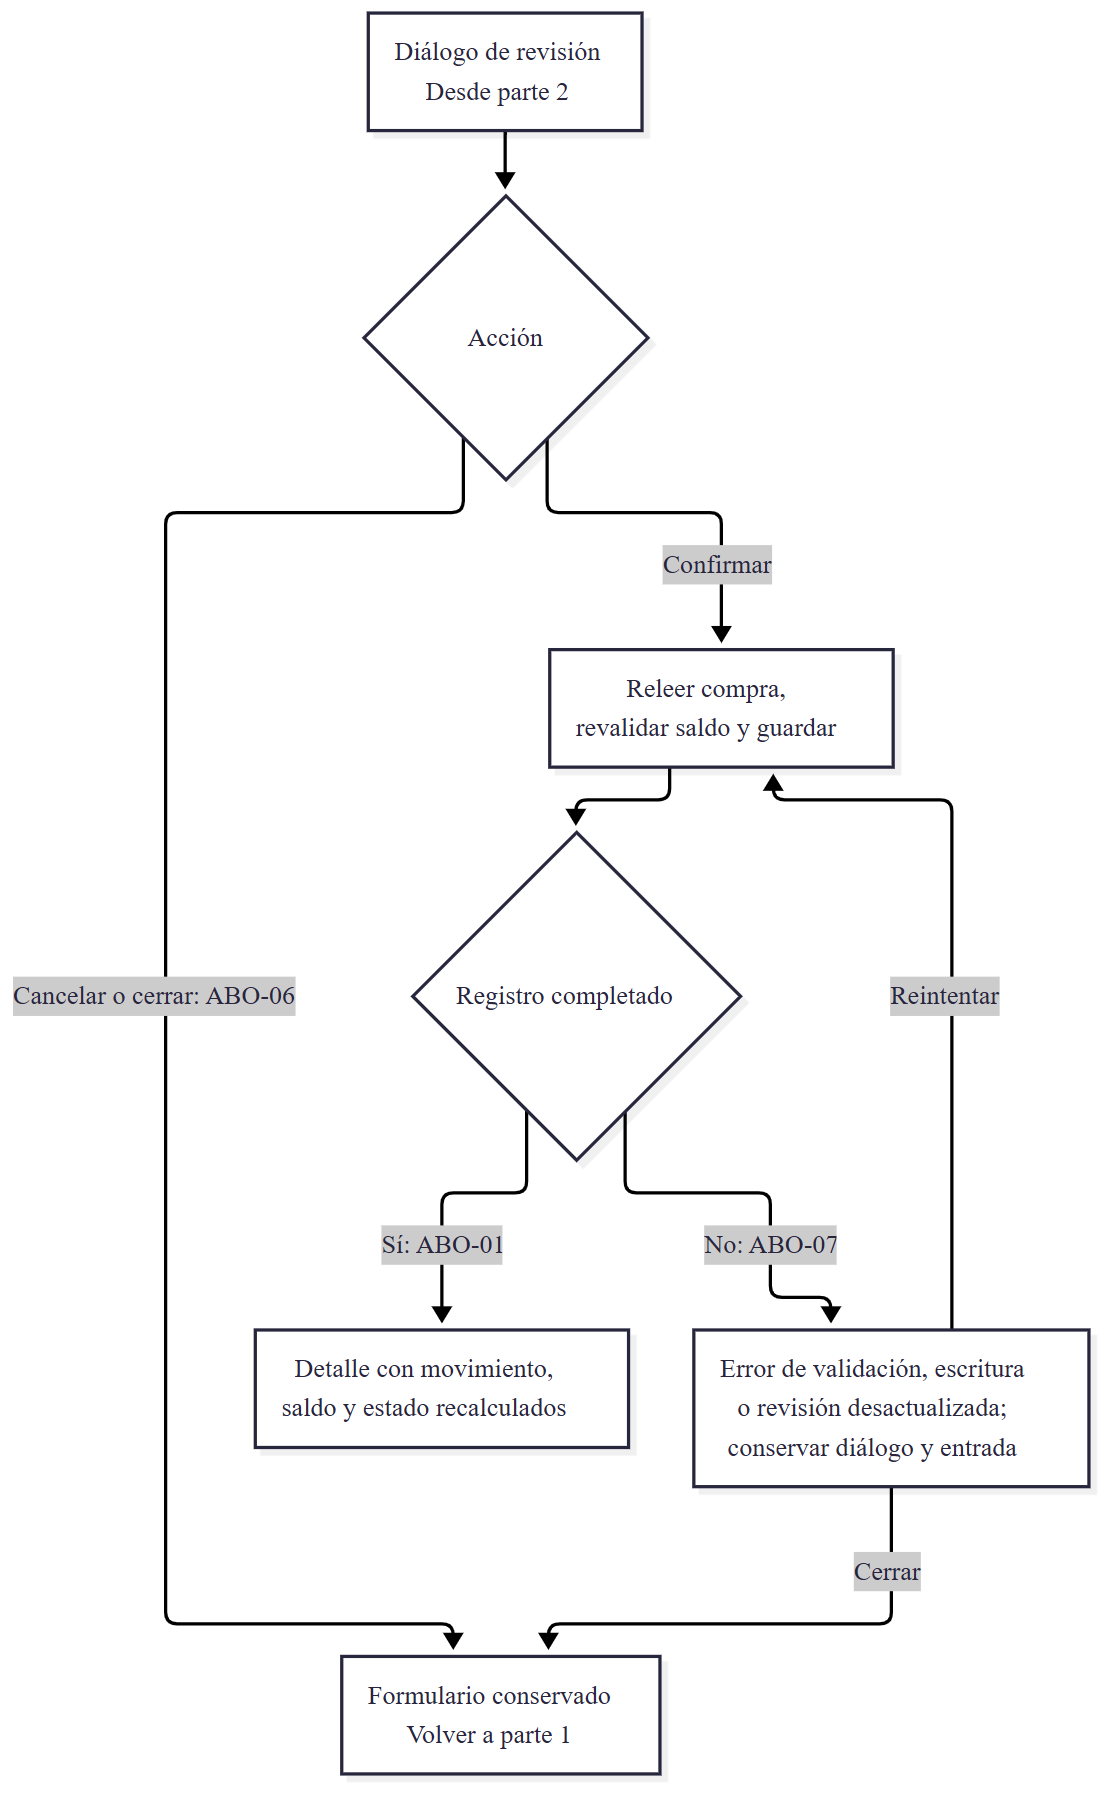 Diálogo de revisión
Desde parte 2
Acción
Confirmar
Releer compra,
revalidar saldo y guardar
Cancelar o cerrar: ABO-06
Registro completado
Reintentar
Sí: ABO-01
No: ABO-07
Detalle con movimiento,
saldo y estado recalculados
Error de validación, escritura
o revisión desactualizada;
conservar diálogo y entrada
Cerrar
Formulario conservado
Volver a parte 1